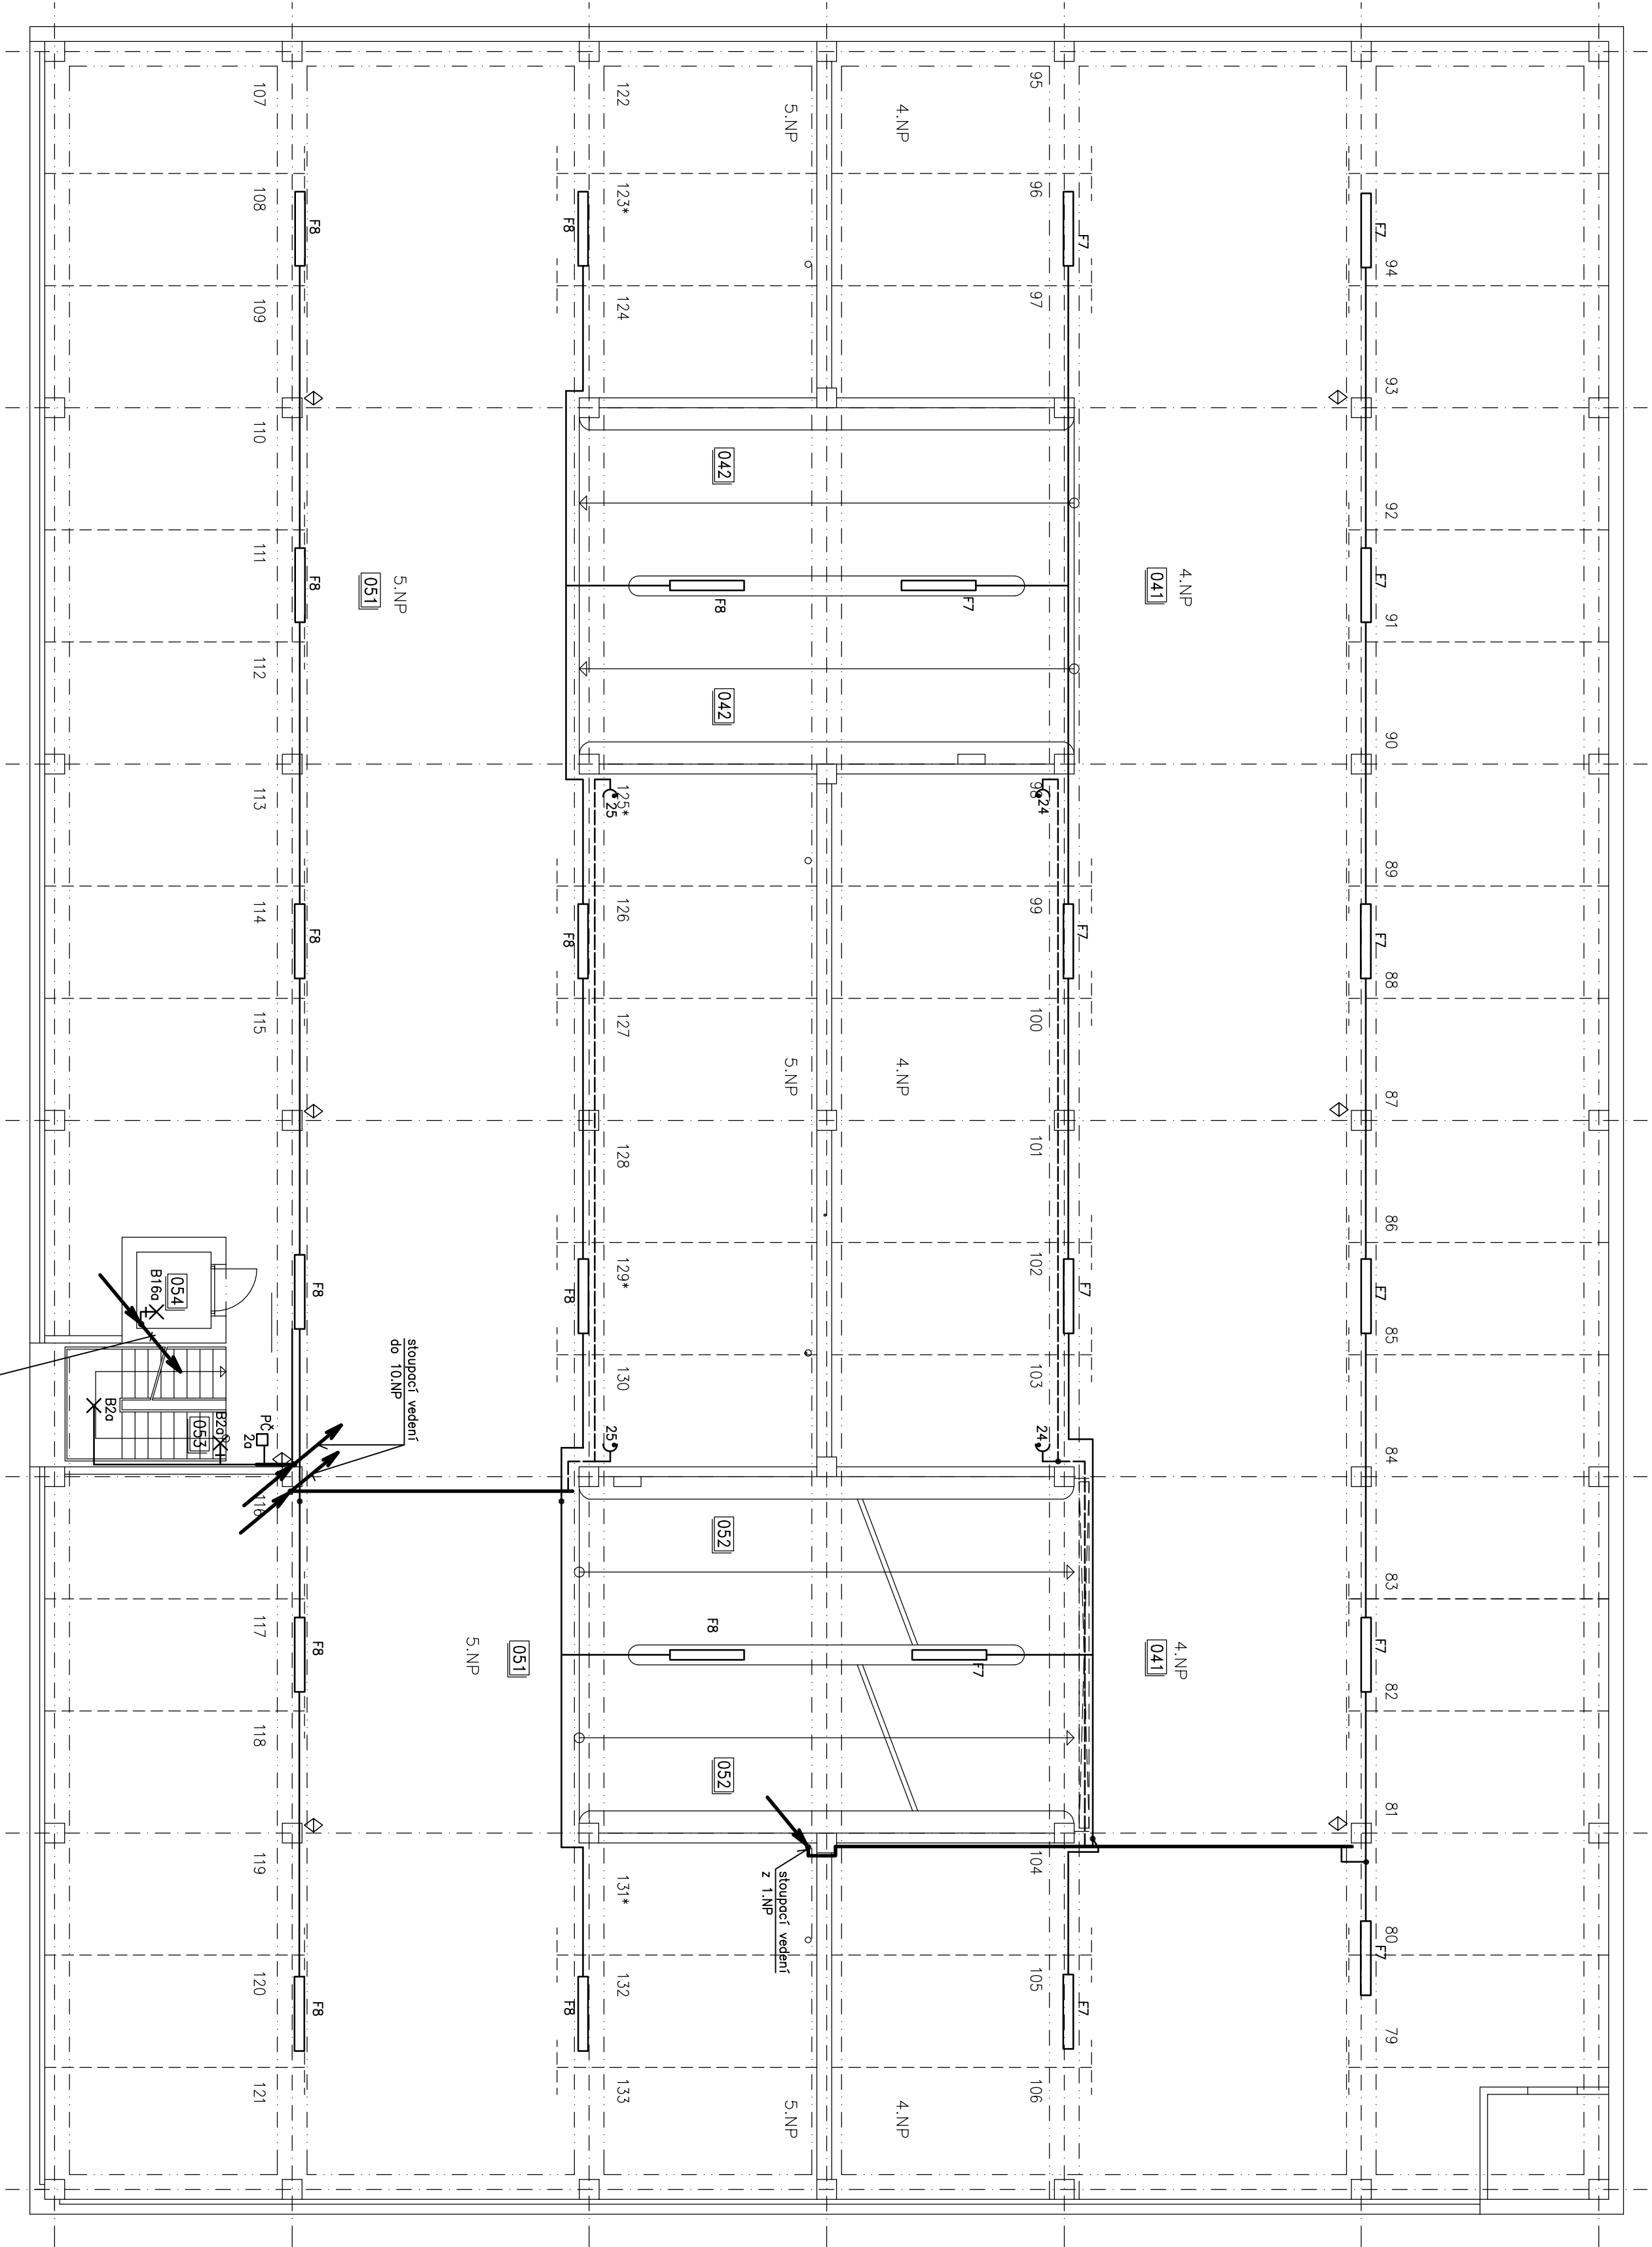 94 93 92 91 90 89 88 87 86 85 84 83 82 81 80 79
F7 F7 F7 F7 F7 F7
4.NP 4.NP
041 041
F7 F7 F7 F7
95 96 97 98 99 100 101 102 103 104 105 106
24 24
F7 F7
4.NP 4.NP 4.NP
5.NP 5.NP 5.NP
stoupací vedení
z 1.NP
042 042 052 052
F8 F8
122 123* 124 125* 126 127 128 129* 130 131* 132 133
25 25
F8 F8 F8 F8
051
5.NP
5.NP
051
stoupací vedení
do 10.NP
F8 F8 F8 F8 F8 F8
107 108 109 110 111 112 113 114 115 116 117 118 119 120 121
PČ
2a
B2a
053
054
B16a
B2a